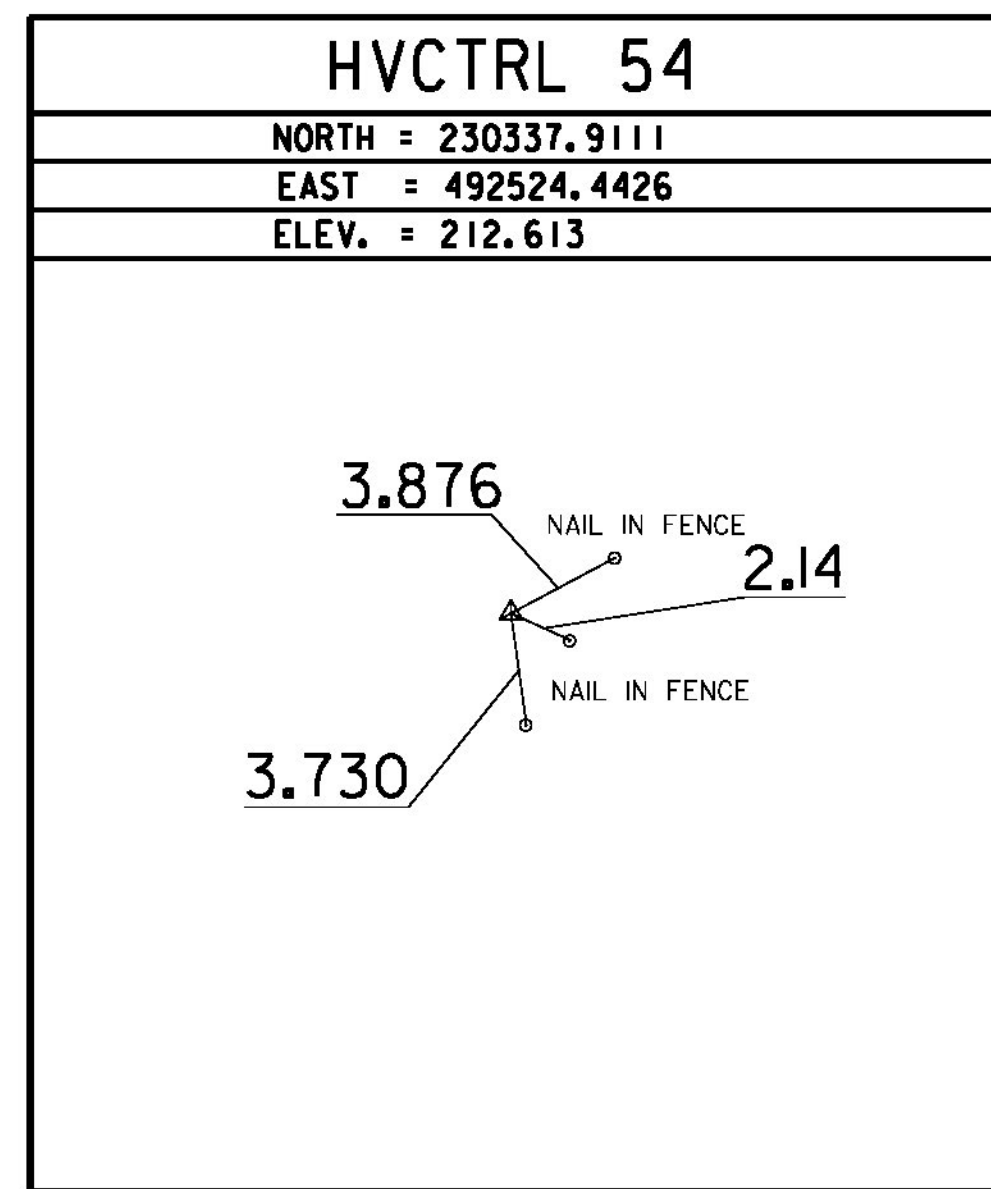 HVCTRL 54
NORTH = 230337.9111
EAST = 492524.4426
ELEV. = 212.613
3.876
NAIL IN FENCE
2.14
NAIL IN FENCE
3.730